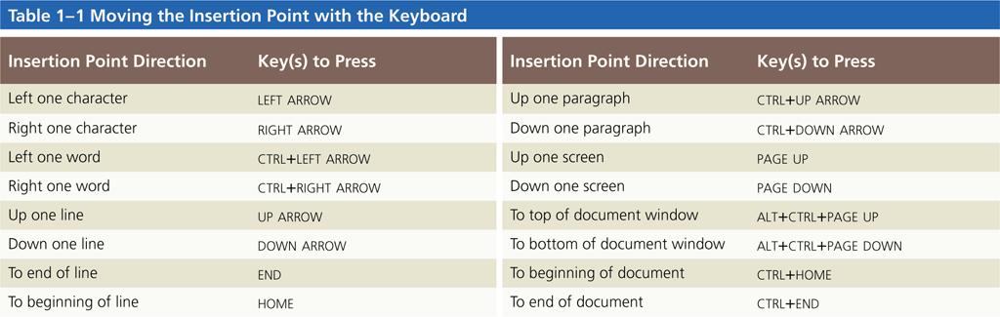 Table 1–1 Moving the Insertion Point with the Keyboard
Insertion Point Direction Key(s) to Press Insertion Point Direction Key(s) to Press
Left one character LEFT ARROW Up one paragraph CTRL+UP ARROW
Right one character RIGHT ARROW Down one paragraph CTRL+DOWN ARROW
Left one word CTRL+LEFT ARROW Up one screen PAGE UP
Right one word CTRL+RIGHT ARROW Down one screen PAGE DOWN
Up one line UP ARROW To top of document window ALT+CTRL+PAGE UP
Down one line DOWN ARROW To bottom of document window ALT+CTRL+PAGE DOWN
To end of line END To beginning of document CTRL+HOME
To beginning of line HOME To end of document CTRL+END